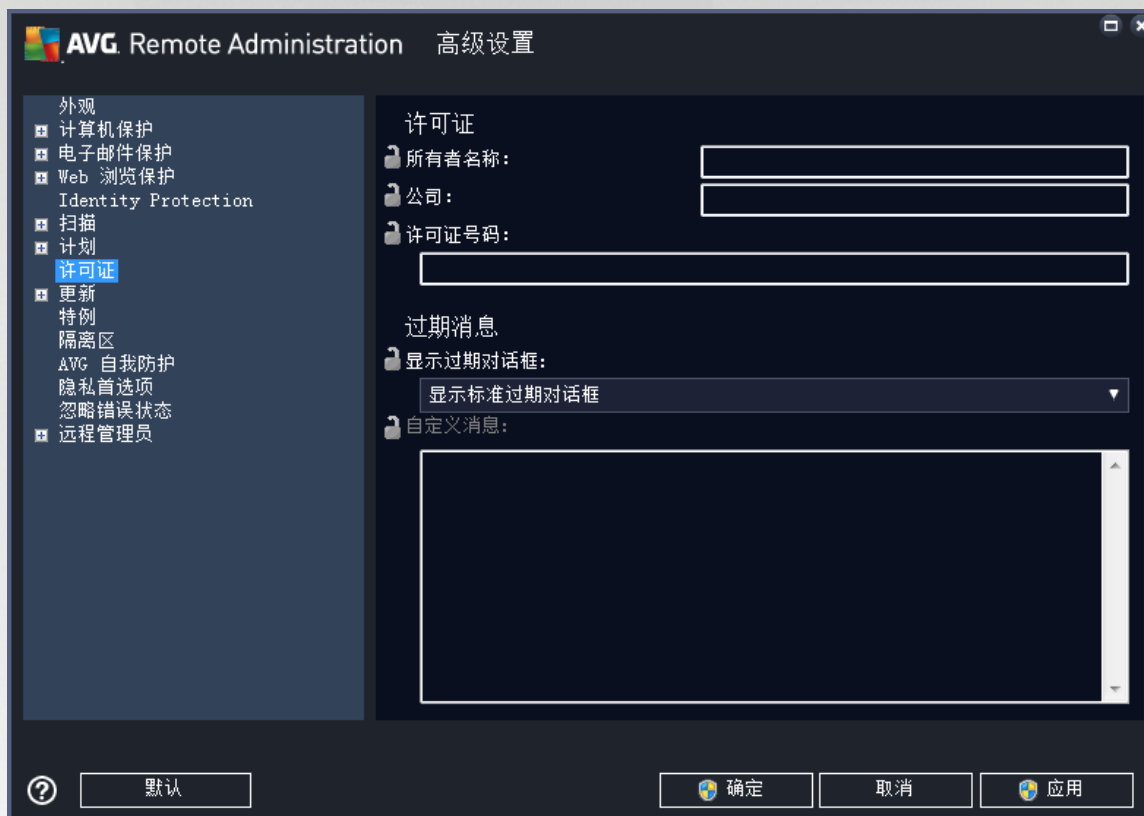 AVG. Remote Administration 高级设置
外观
计算机保护
电子邮件保护
Web 浏览保护
Identity Protection
扫描
计划
许可证
更新
特例
隔离区
AVG 自我防护
隐私首选项
忽略错误状态
远程管理员
许可证
所有者名称:
公司:
许可证号码:
过期消息
显示过期对话框:
显示标准过期对话框
自定义消息:
默认
确定
取消
应用